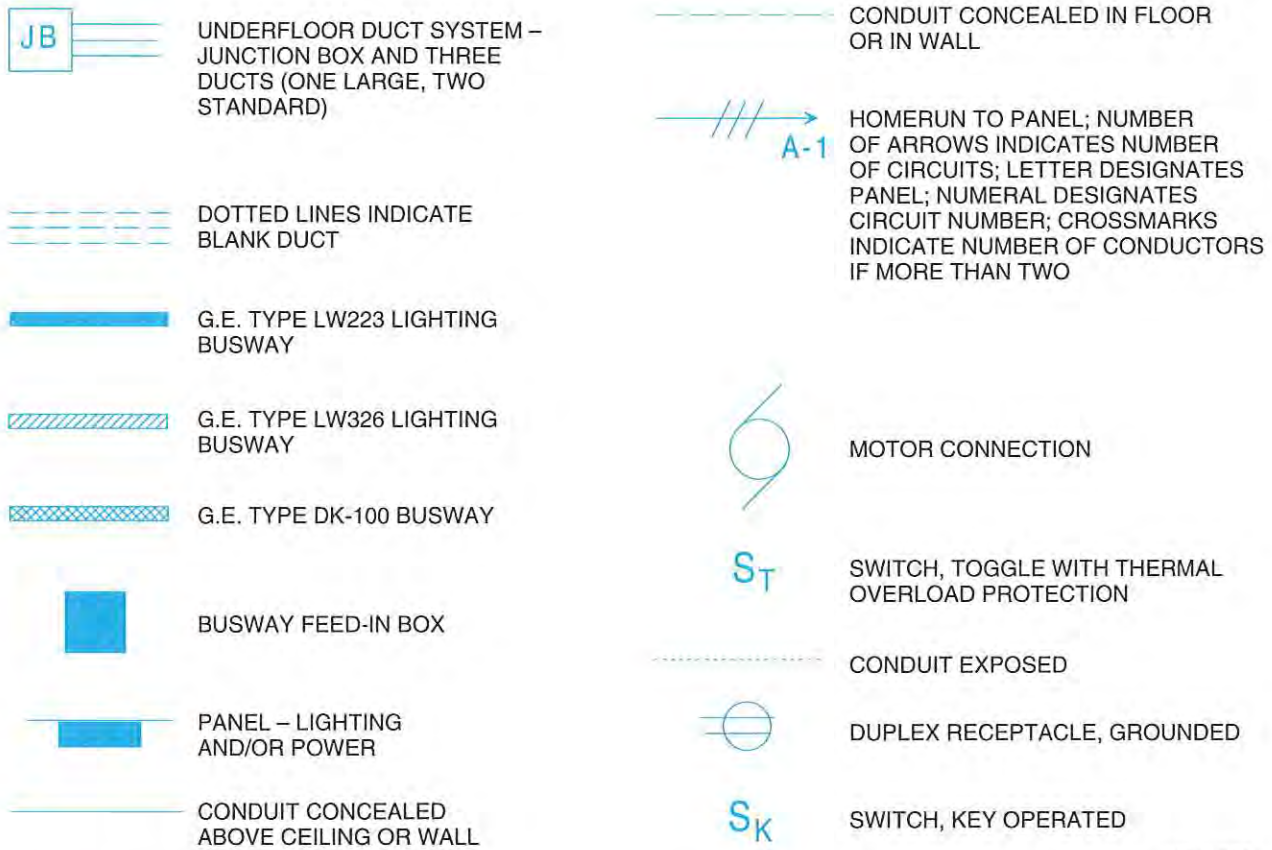 JB
UNDERFLOOR DUCT SYSTEM –
JUNCTION BOX AND THREE
DUCTS (ONE LARGE, TWO
STANDARD)
DOTTED LINES INDICATE
BLANK DUCT
G.E. TYPE LW223 LIGHTING
BUSWAY
G.E. TYPE LW326 LIGHTING
BUSWAY
G.E. TYPE DK-100 BUSWAY
BUSWAY FEED-IN BOX
PANEL – LIGHTING
AND/OR POWER
CONDUIT CONCEALED
ABOVE CEILING OR WALL
CONDUIT CONCEALED IN FLOOR
OR IN WALL
A-1
HOMERUN TO PANEL; NUMBER
OF ARROWS INDICATES NUMBER
OF CIRCUITS; LETTER DESIGNATES
PANEL; NUMERAL DESIGNATES
CIRCUIT NUMBER; CROSSMARKS
INDICATE NUMBER OF CONDUCTORS
IF MORE THAN TWO
MOTOR CONNECTION
ST
SWITCH, TOGGLE WITH THERMAL
OVERLOAD PROTECTION
CONDUIT EXPOSED
DUPLEX RECEPTACLE, GROUNDED
SK
SWITCH, KEY OPERATED